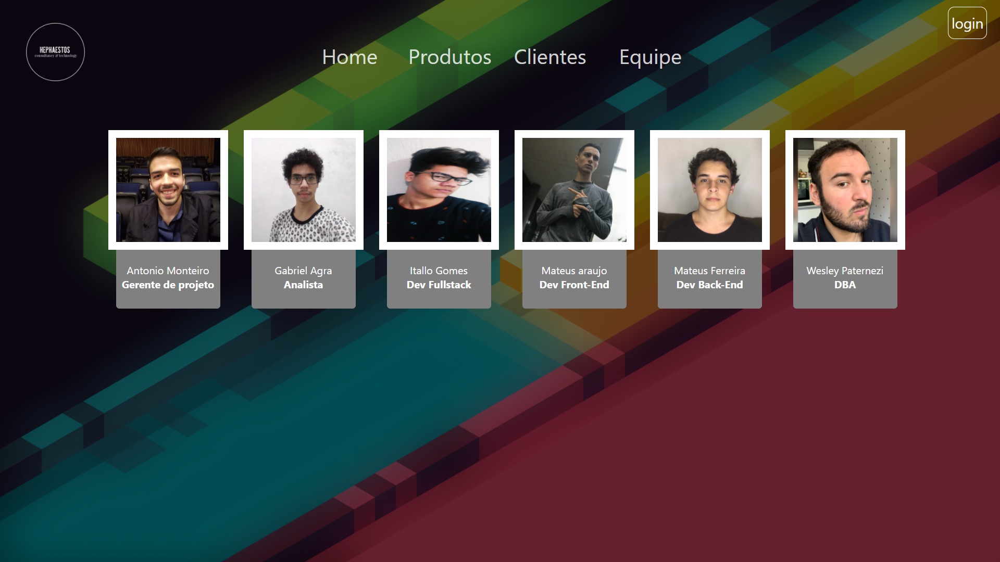 login
HEPHAESTOS
consultancy & technology
Home Produtos Clientes Equipe
Antonio Monteiro
Gerente de projeto
Gabriel Agra
Analista
Itallo Gomes
Dev Fullstack
Mateus araujo
Dev Front-End
Mateus Ferreira
Dev Back-End
Wesley Paternezi
DBA